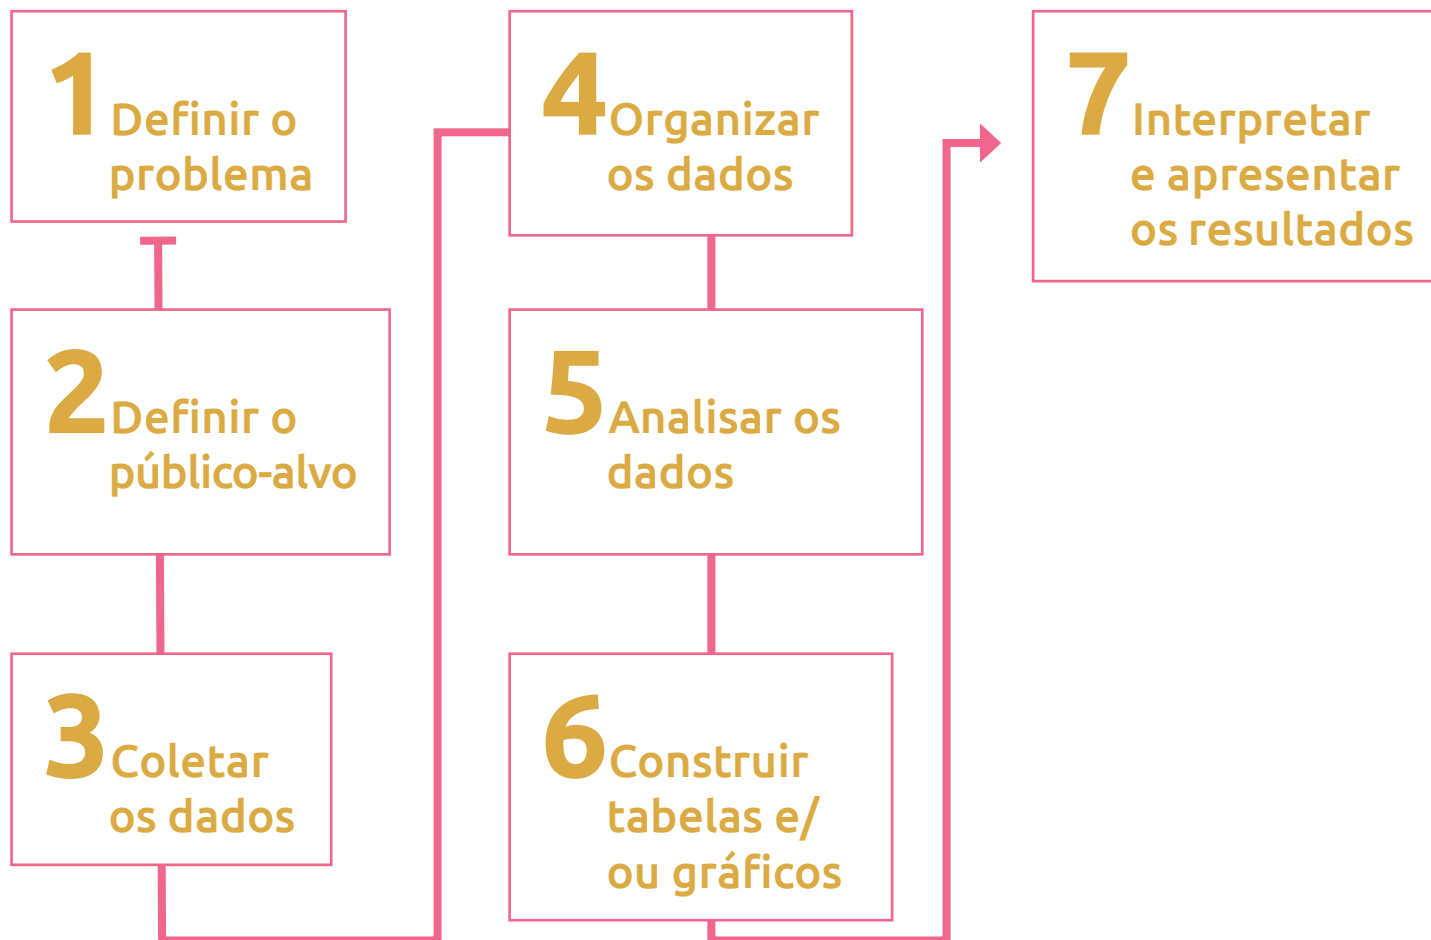 1 Definir o
problema
2 Definir o
público-alvo
3 Coletar
os dados
4 Organizar
os dados
5 Analisar os
dados
6 Construir
tabelas e/
ou gráficos
7 Interpretar
e apresentar
os resultados